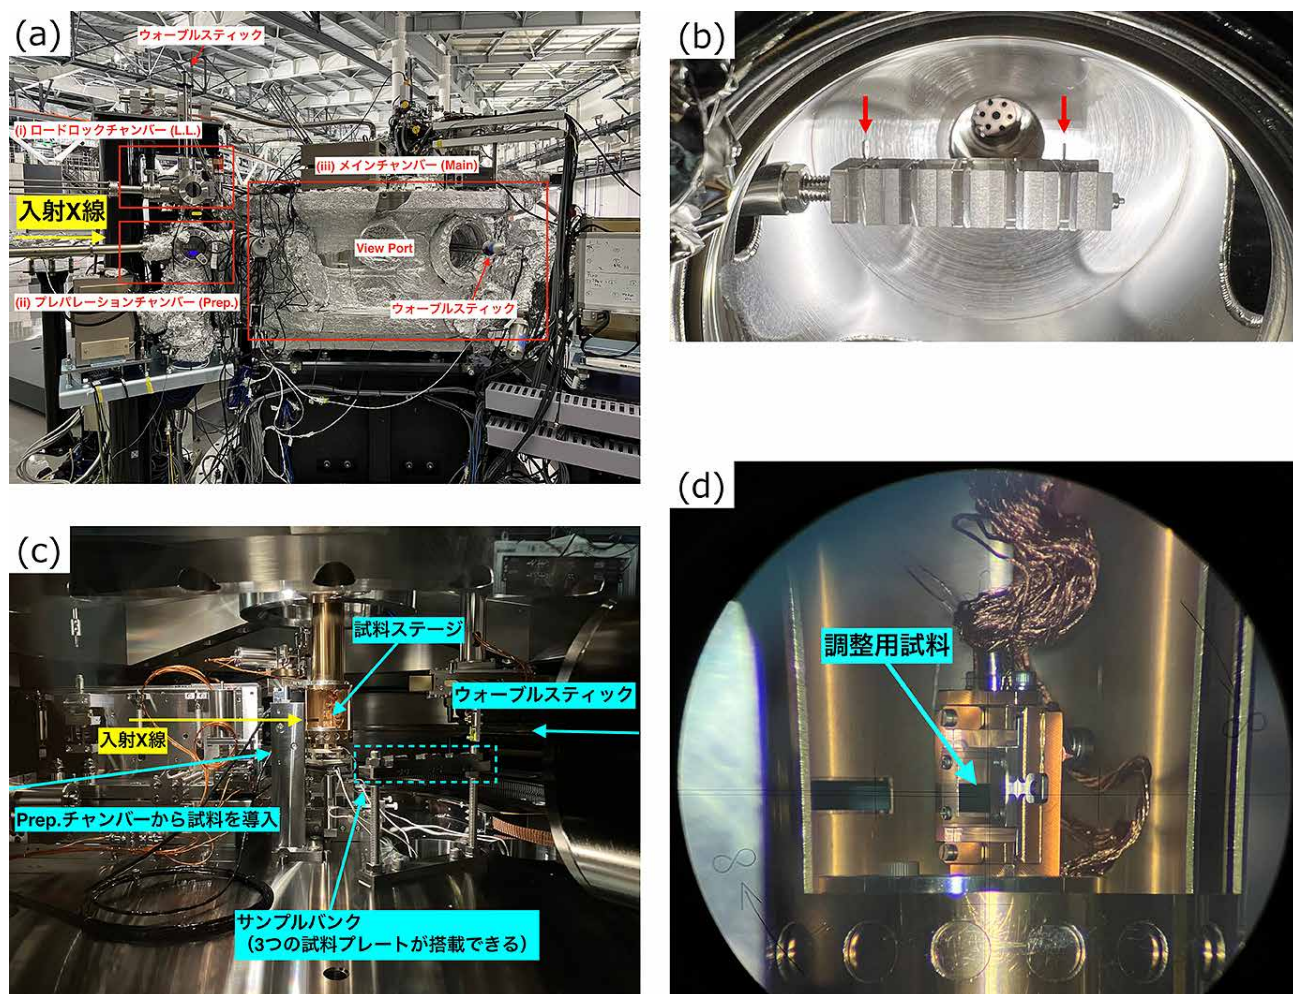 (a)
ウォーブルスティック
(i) ロードロックチャンバー (L.L.)
(iii) メインチャンバー (Main)
入射X線
View Port
(ii) プレパレーションチャンバー (Prep.)
ウォーブルスティック
(b)
(c)
試料ステージ
ウォーブルスティック
入射X線
Prep.チャンバーから試料を導入
サンプルバンク
（3つの試料プレートが搭載できる）
(d)
調整用試料
∞
∞